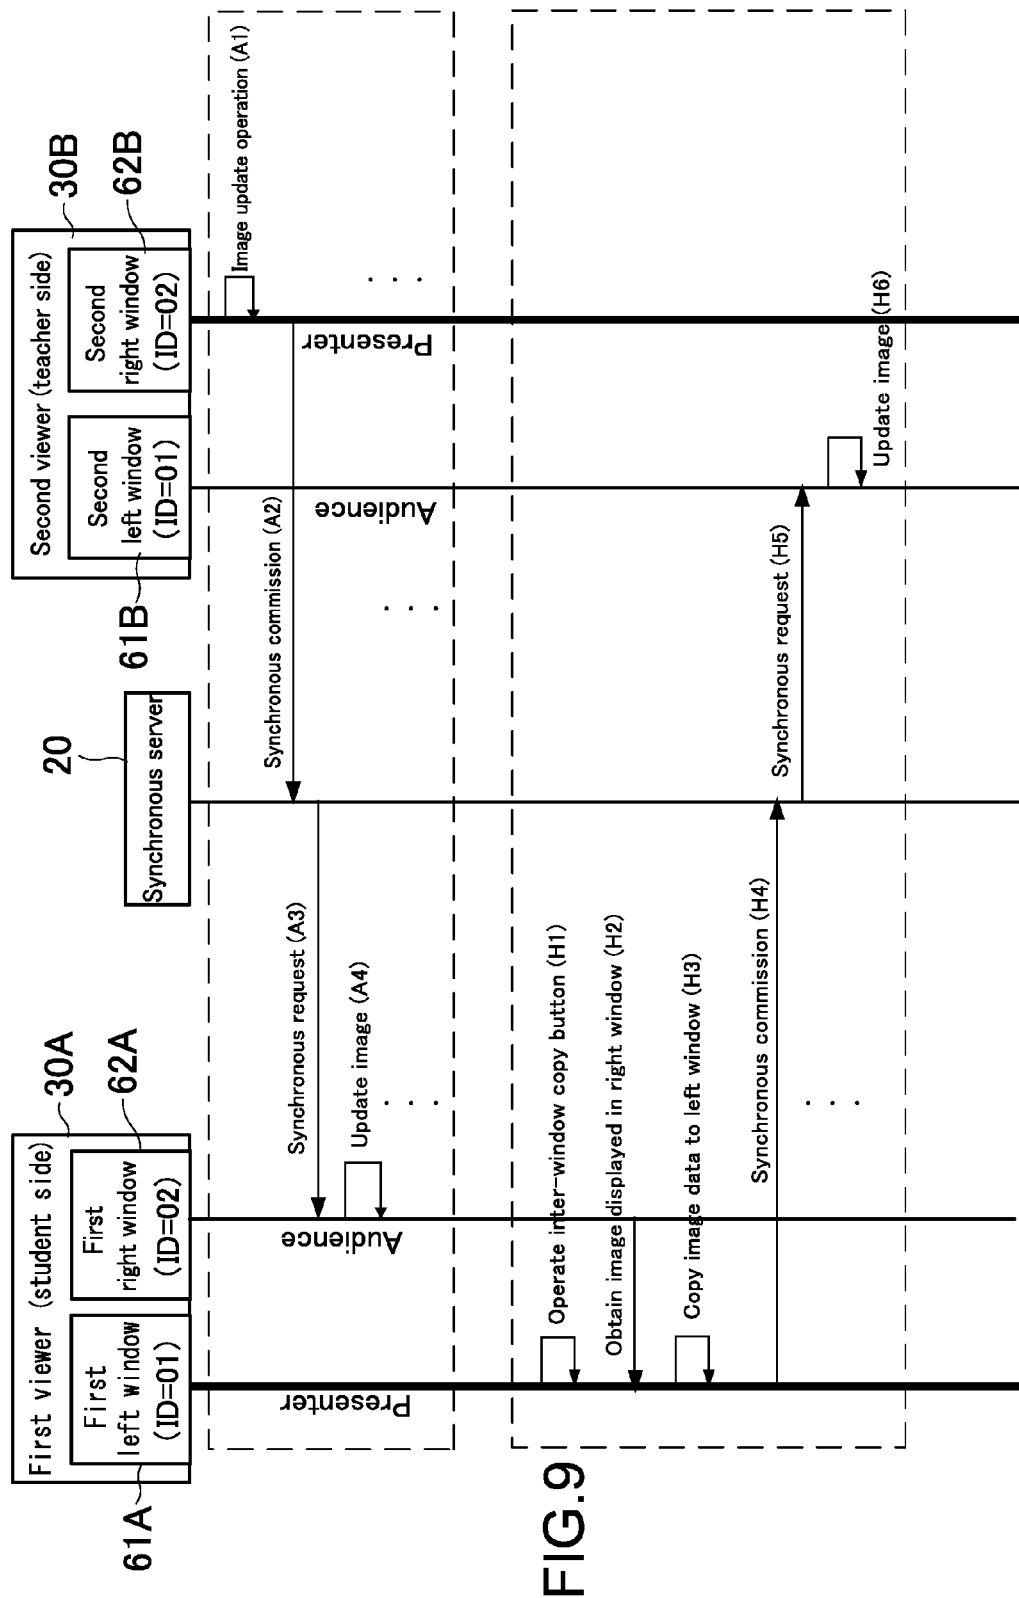 First viewer (student side)
30A
First
left window
(ID=01)
61A
First
right window
(ID=02)
62A
Synchronous server
20
Second viewer (teacher side)
30B
Second
left window
(ID=01)
61B
Second
right window
(ID=02)
62B
Presenter
Audience
Audience
Presenter
Image update operation (A1)
Synchronous commission (A2)
Synchronous request (A3)
Update image (A4)
. . .
. . .
. . .
Operate inter-window copy button (H1)
Obtain image displayed in right window (H2)
Copy image data to left window (H3)
Synchronous commission (H4)
Synchronous request (H5)
Update image (H6)
. . .
FIG.9